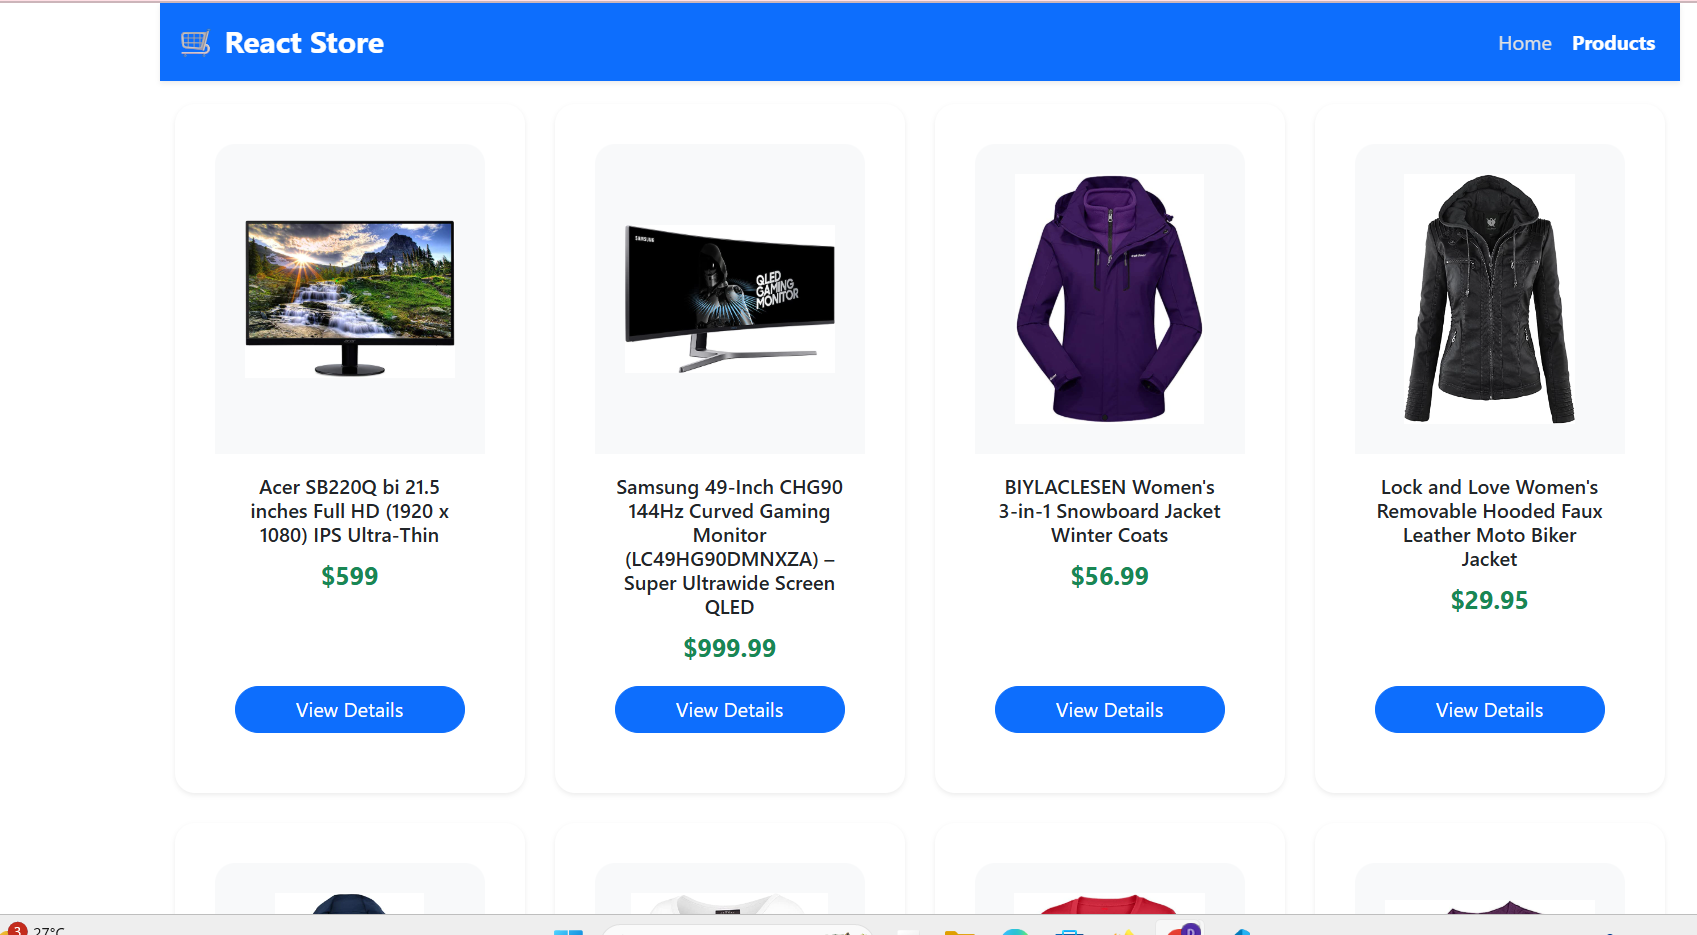 React Store
Home
Products
SAMSUNG
QLED
GAMING
MONITOR
Acer SB220Q bi 21.5
inches Full HD (1920 x
1080) IPS Ultra-Thin
$599
View Details
Samsung 49-Inch CHG90
144Hz Curved Gaming
Monitor
(LC49HG90DMNXZA) –
Super Ultrawide Screen
QLED
$999.99
View Details
BIYLACLESEN Women's
3-in-1 Snowboard Jacket
Winter Coats
$56.99
View Details
Lock and Love Women's
Removable Hooded Faux
Leather Moto Biker
Jacket
$29.95
View Details
3
27°C